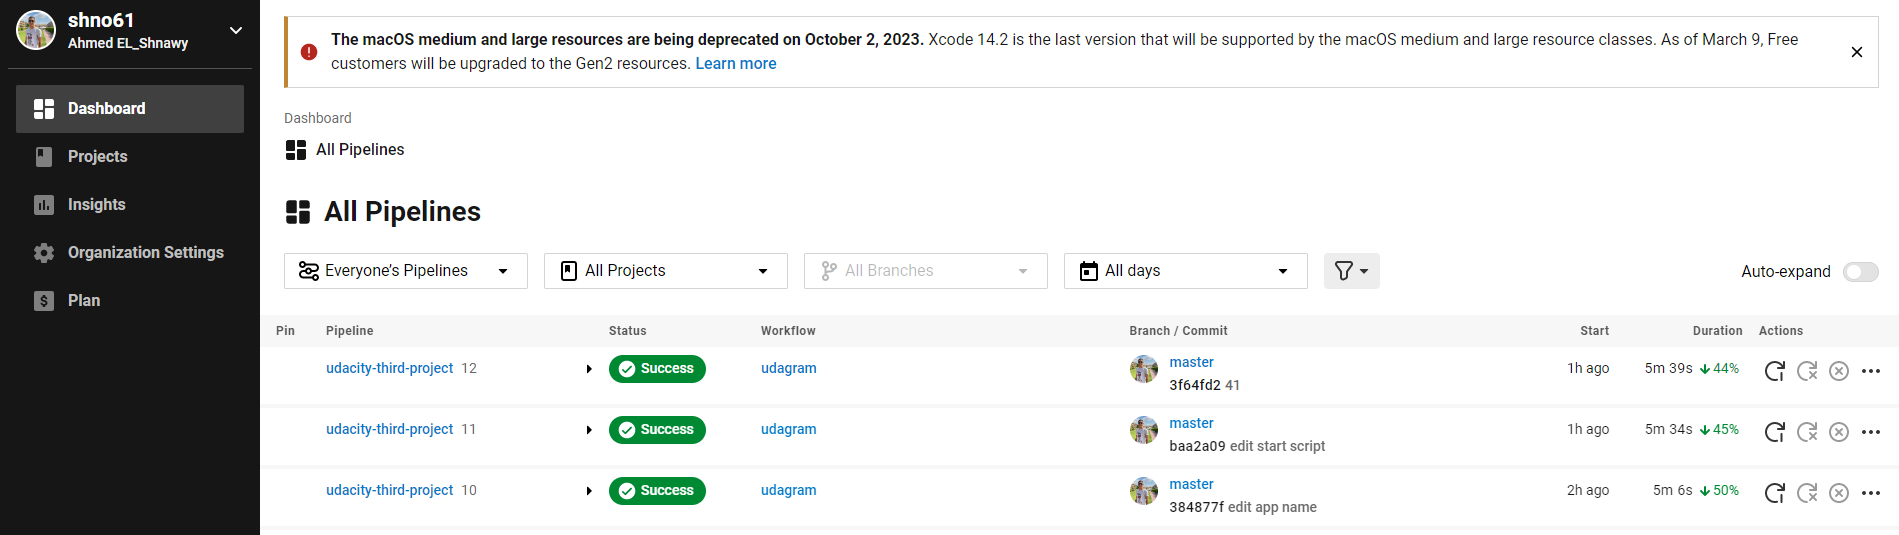 shno61
Ahmed EL_Shnawy
Dashboard
Projects
Insights
Organization Settings
Plan
The macOS medium and large resources are being deprecated on October 2, 2023. Xcode 14.2 is the last version that will be supported by the macOS medium and large resource classes. As of March 9, Free
customers will be upgraded to the Gen2 resources. Learn more
Dashboard
All Pipelines
All Pipelines
Everyone’s Pipelines All Projects All Branches All days Auto-expand
Pin Pipeline Status Workflow Branch / Commit Start Duration Actions
udacity-third-project 12 Success udagram master 1h ago 5m 39s 44%
3f64fd2 41
udacity-third-project 11 Success udagram master 1h ago 5m 34s 45%
baa2a09 edit start script
udacity-third-project 10 Success udagram master 2h ago 5m 6s 50%
384877f edit app name